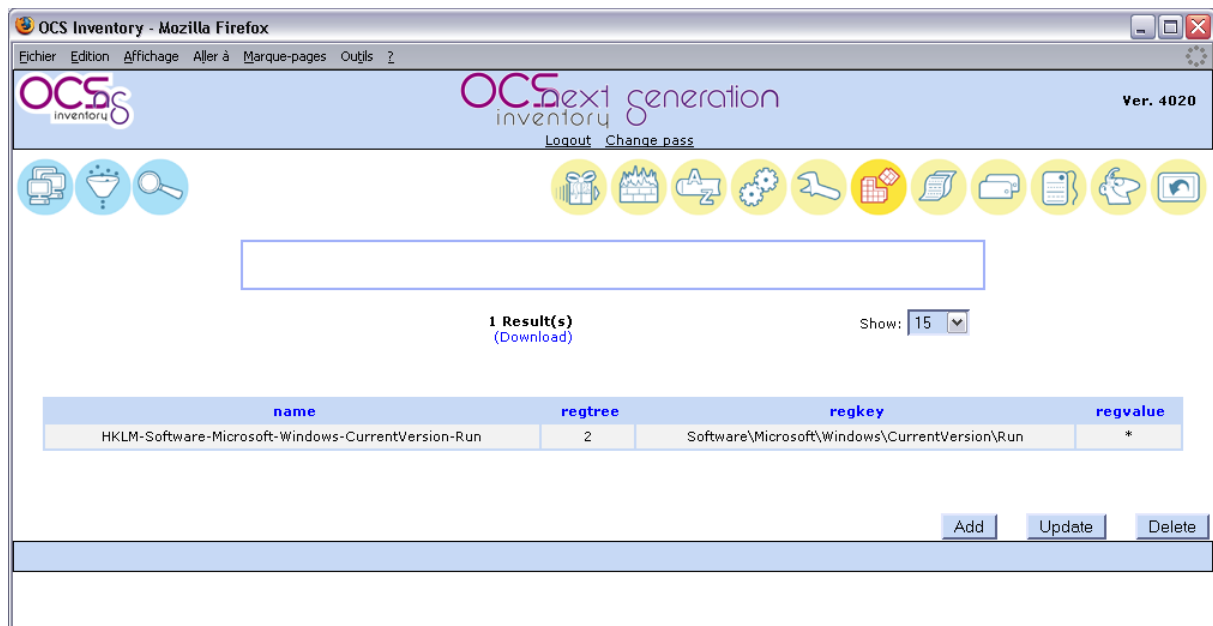 OCS Inventory - Mozilla Firefox
Fichier Edition Affichage Aller à Marque-pages Outils ?
OCS ng inventory
OCS next generation
inventory
Ver. 4020
Logout Change pass
A Z
1 Result(s)
(Download)
Show: 15
name regtree regkey regvalue
HKLM-Software-Microsoft-Windows-CurrentVersion-Run 2 Software\Microsoft\Windows\CurrentVersion\Run *
Add Update Delete